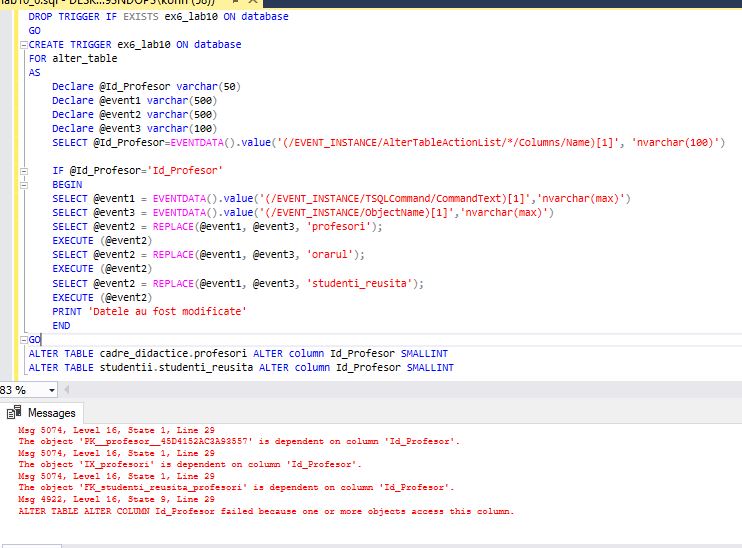 DROP TRIGGER IF EXISTS ex6_lab10 ON database
GO
CREATE TRIGGER ex6_lab10 ON database
FOR alter_table
AS
Declare @Id_Profesor varchar(50)
Declare @event1 varchar(500)
Declare @event2 varchar(500)
Declare @event3 varchar(100)
SELECT @Id_Profesor=EVENTDATA().value('(/EVENT_INSTANCE/AlterTableActionList/*/Columns/Name)[1]', 'nvarchar(100)')
IF @Id_Profesor='Id_Profesor'
BEGIN
SELECT @event1 = EVENTDATA().value('(/EVENT_INSTANCE/TSQLCommand/CommandText)[1]','nvarchar(max)')
SELECT @event3 = EVENTDATA().value('(/EVENT_INSTANCE/ObjectName)[1]','nvarchar(max)')
SELECT @event2 = REPLACE(@event1, @event3, 'profesori');
EXECUTE (@event2)
SELECT @event2 = REPLACE(@event1, @event3, 'orarul');
EXECUTE (@event2)
SELECT @event2 = REPLACE(@event1, @event3, 'studenti_reusita');
EXECUTE (@event2)
PRINT 'Datele au fost modificate'
END
GO
ALTER TABLE cadre_didactice.profesori ALTER column Id_Profesor SMALLINT
ALTER TABLE studentii.studenti_reusita ALTER column Id_Profesor SMALLINT
83 %
Messages
Msg 5074, Level 16, State 1, Line 29
The object 'PK__profesor__45D4152AC3A93557' is dependent on column 'Id_Profesor'.
Msg 5074, Level 16, State 1, Line 29
The object 'IX_profesori' is dependent on column 'Id_Profesor'.
Msg 5074, Level 16, State 1, Line 29
The object 'FK_studenti_reusita_profesori' is dependent on column 'Id_Profesor'.
Msg 4922, Level 16, State 9, Line 29
ALTER TABLE ALTER COLUMN Id_Profesor failed because one or more objects access this column.